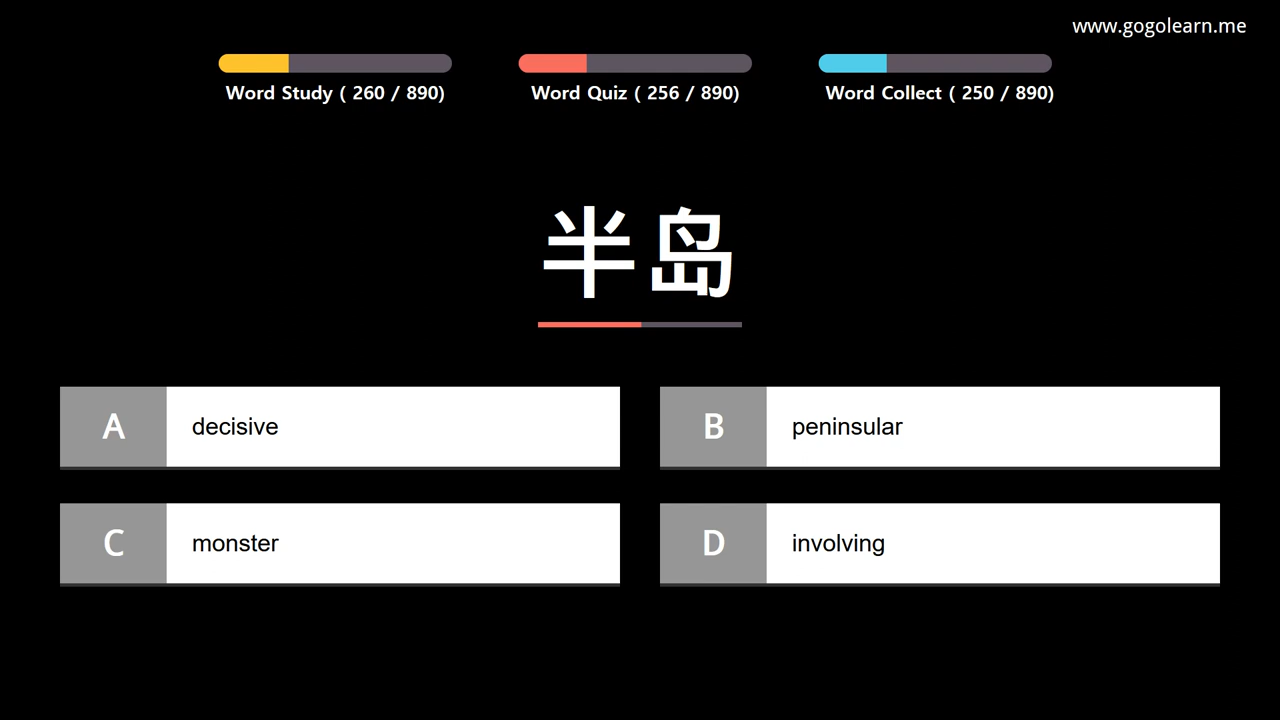 www.gogolearn.me
Word Study ( 260 / 890)
Word Quiz ( 256 / 890)
Word Collect ( 250 / 890)
半岛
A decisive
B peninsular
C monster
D involving